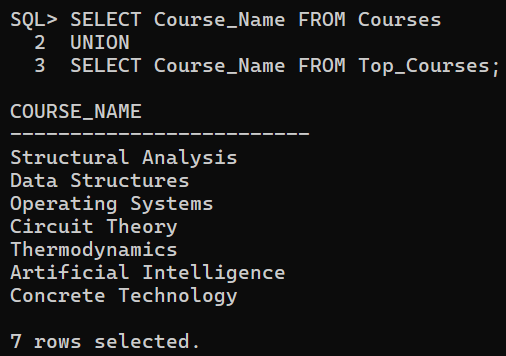 SQL> SELECT Course_Name FROM Courses
  2  UNION
  3  SELECT Course_Name FROM Top_Courses;

COURSE_NAME
-------------------------
Structural Analysis
Data Structures
Operating Systems
Circuit Theory
Thermodynamics
Artificial Intelligence
Concrete Technology

7 rows selected.